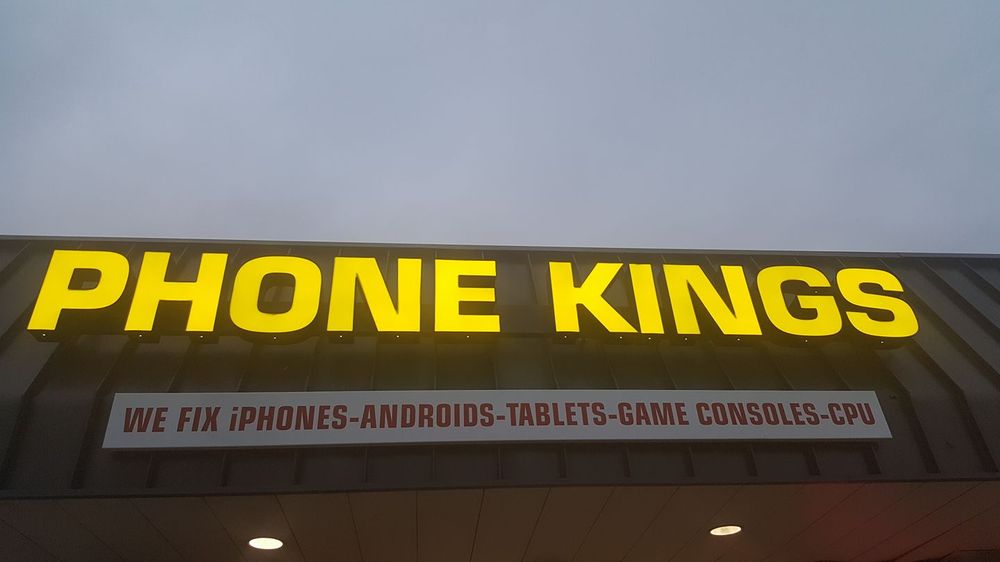 PHONE KINGS
WE FIX iPHONES-ANDROIDS-TABLETS-GAME CONSOLES-CPU